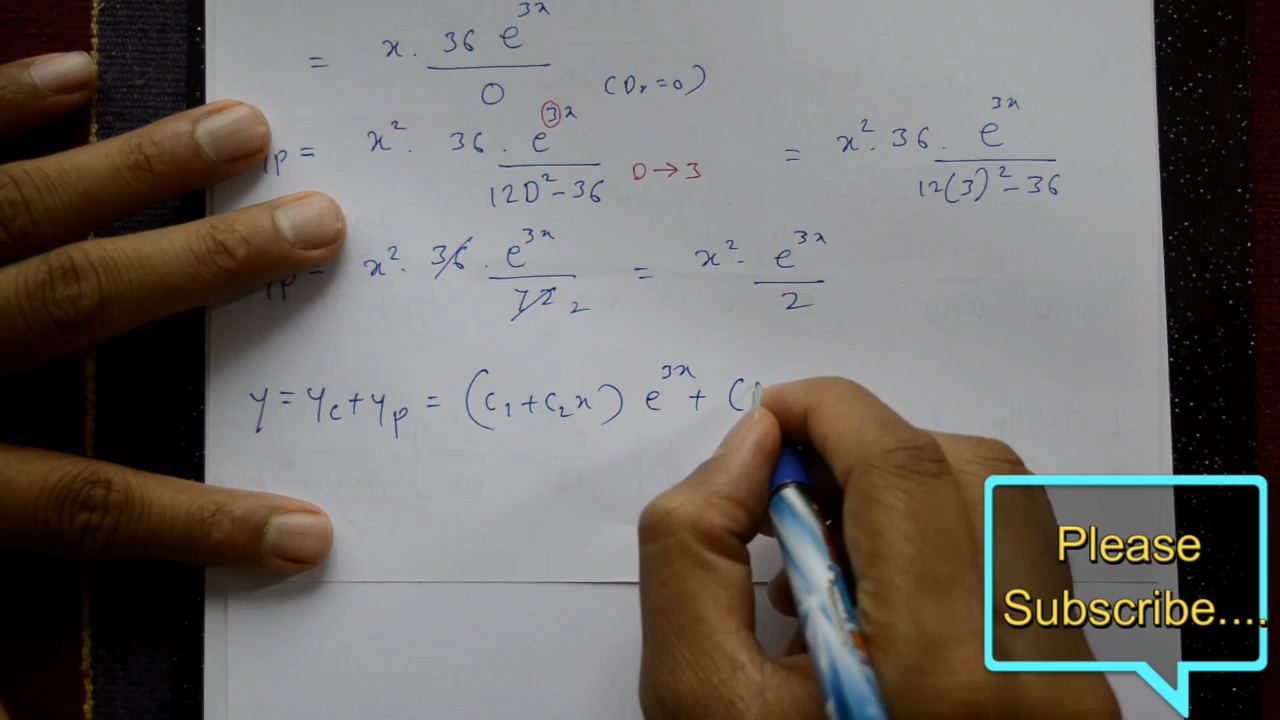 = x · 36 e^{3x} / 0 (Dr = 0)
yp = x² · 36 · e^{3x} / 12D² - 36 D → 3 = x² · 36 · e^{3x} / 12(3)² - 36
yp = x² · 36 · e^{3x} / 72 2 = x² · e^{3x} / 2
y = yc + yp = (c₁ + c₂x) e^{3x} + (
Please
Subscribe....